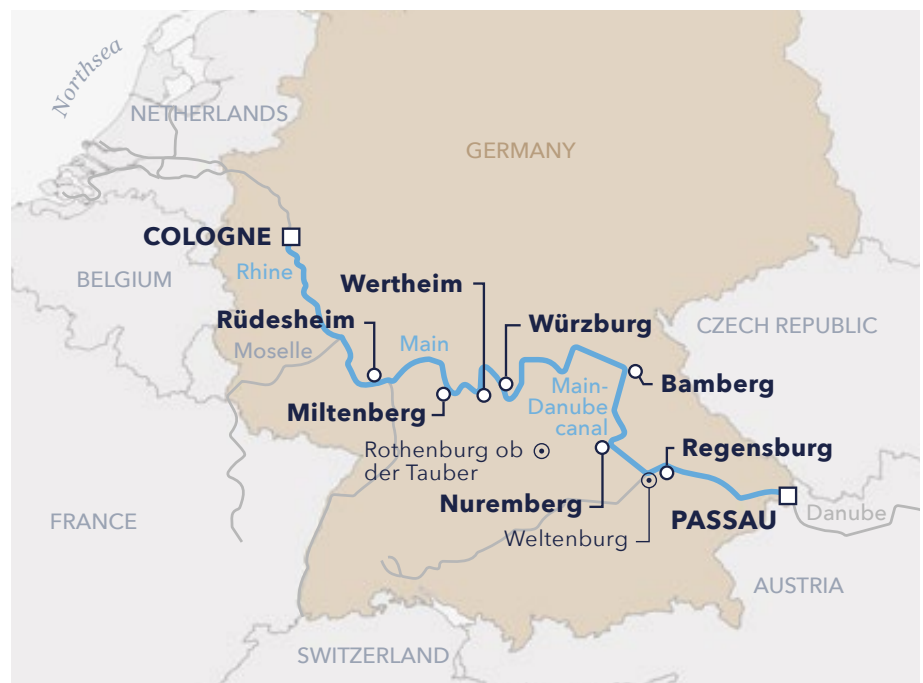 Northsea
NETHERLANDS
GERMANY
COLOGNE
BELGIUM
Rhine
Wertheim
Rüdesheim
Würzburg
CZECH REPUBLIC
Moselle
Main
Bamberg
Main-
Danube
canal
Miltenberg
Rothenburg ob
der Tauber
Regensburg
Nuremberg
PASSAU
FRANCE
Weltenburg
Danube
AUSTRIA
SWITZERLAND